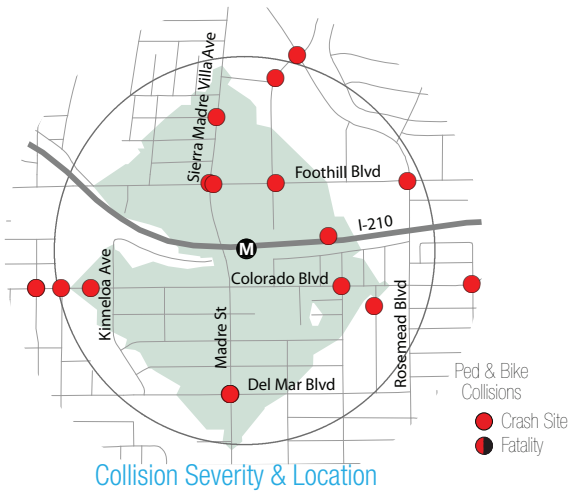 Sierra Madre Villa Ave
Foothill Blvd
I-210
M
Colorado Blvd
Kinneloa Ave
Madre St
Rosemead Blvd
Del Mar Blvd
Ped & Bike
Collisions
Crash Site
Fatality
Collision Severity & Location